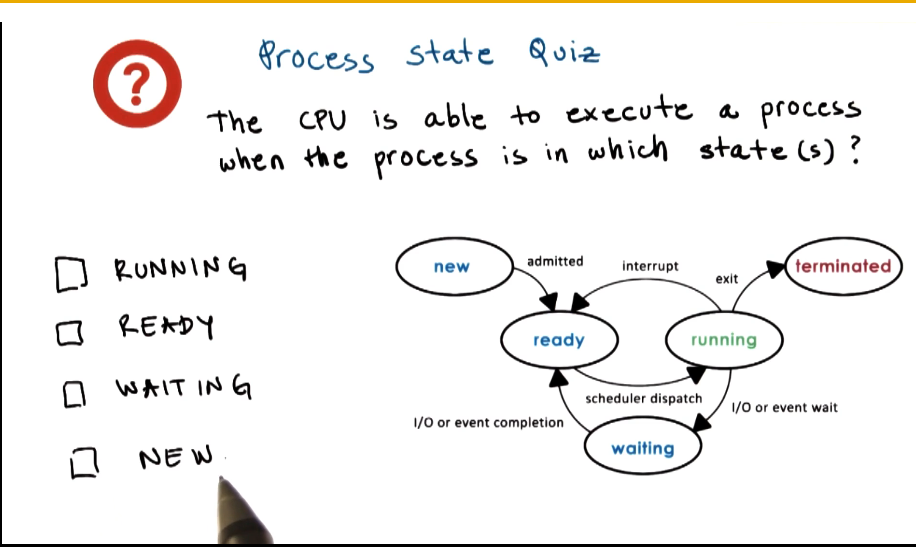 ?
Process State Quiz
The CPU is able to execute a process
when the process is in which state(s)?
RUNNING
READY
WAITING
NEW
new
admitted
interrupt
exit
terminated
ready
running
scheduler dispatch
I/O or event completion
I/O or event wait
waiting